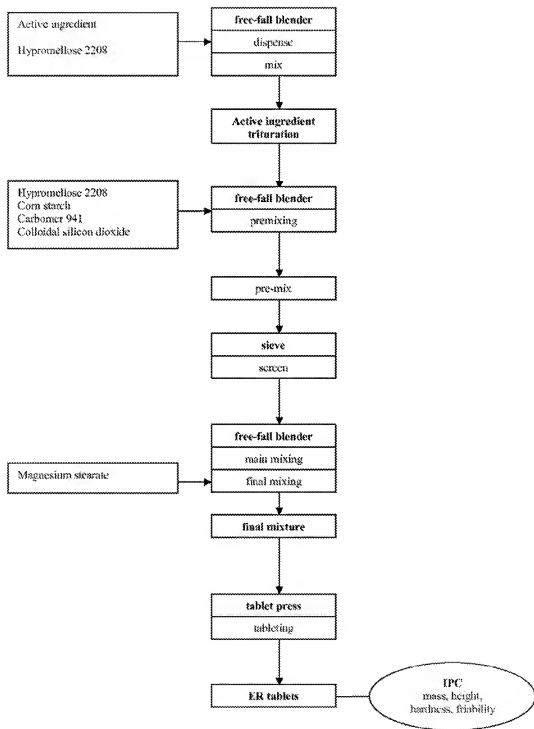 Active ingredient
Hypromellose 2208
free-fall blender
dispense
mix
Active ingredient
trituration
Hypromellose 2208
Corn starch
Carbomer 941
Colloidal silicon dioxide
free-fall blender
premixing
pre-mix
sieve
screen
free-fall blender
main mixing
Magnesium stearate
final mixing
final mixture
tablet press
tableting
ER tablets
IPC
mass, height,
hardness, friability